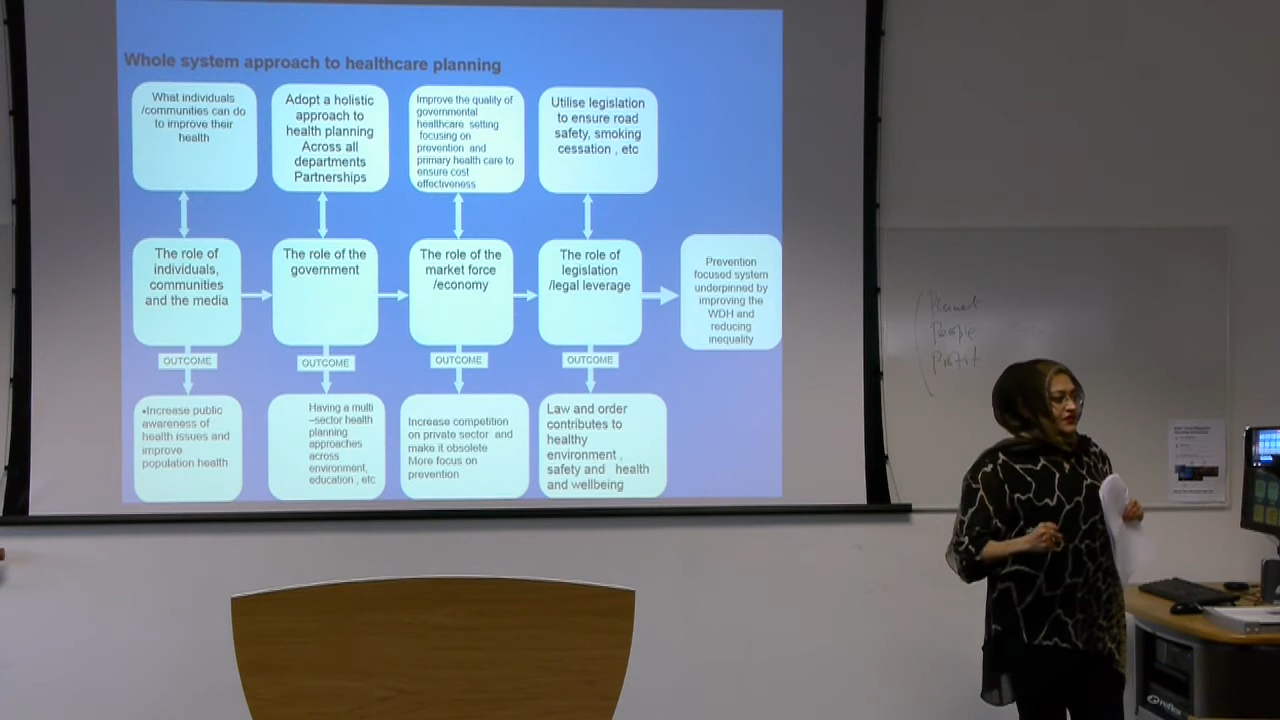 Whole system approach to healthcare planning
What individuals
/communities can do
to improve their
health
Adopt a holistic
approach to
health planning
Across all
departments
Partnerships
Improve the quality of
governmental
healthcare setting
focusing on
prevention and
primary health care to
ensure cost
effectiveness
Utilise legislation
to ensure road
safety, smoking
cessation , etc
The role of
individuals,
communities
and the media
The role of the
government
The role of the
market force
/economy
The role of
legislation
/legal leverage
Prevention
focused system
underpinned by
improving the
WDH and
reducing
inequality
OUTCOME
OUTCOME
OUTCOME
OUTCOME
•Increase public
awareness of
health issues and
improve
population health
Having a multi
–sector health
planning
approaches
across
environment,
education , etc
Increase competition
on private sector and
make it obsolete
More focus on
prevention
Law and order
contributes to
healthy
environment ,
safety and health
and wellbeing
Planet
People
Profit
reflex